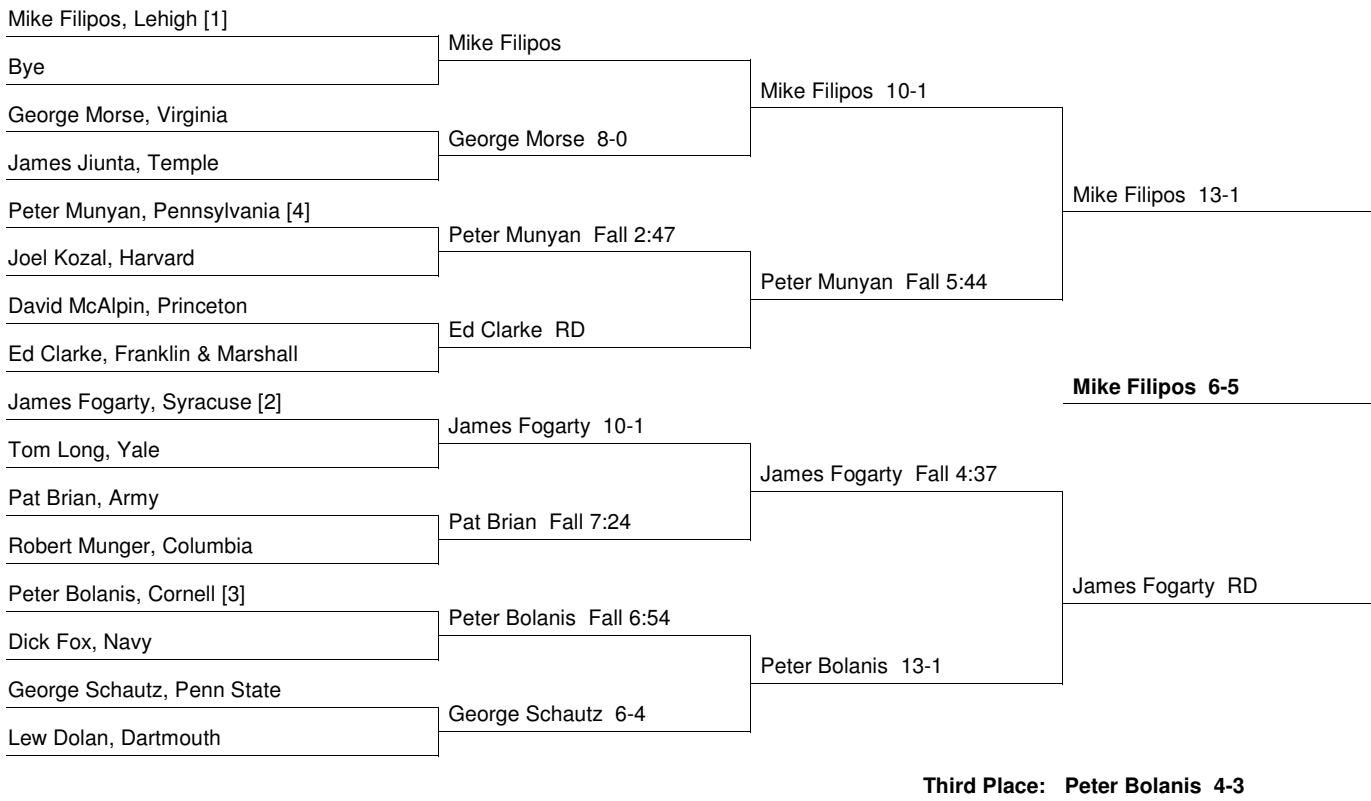 Mike Filipos, Lehigh [1]
Bye
George Morse, Virginia
James Jiunta, Temple
Peter Munyan, Pennsylvania [4]
Joel Kozal, Harvard
David McAlpin, Princeton
Ed Clarke, Franklin & Marshall
James Fogarty, Syracuse [2]
Tom Long, Yale
Pat Brian, Army
Robert Munger, Columbia
Peter Bolanis, Cornell [3]
Dick Fox, Navy
George Schautz, Penn State
Lew Dolan, Dartmouth
Mike Filipos
George Morse 8-0
Peter Munyan Fall 2:47
Ed Clarke RD
James Fogarty 10-1
Pat Brian Fall 7:24
Peter Bolanis Fall 6:54
George Schautz 6-4
Mike Filipos 10-1
Peter Munyan Fall 5:44
James Fogarty Fall 4:37
Peter Bolanis 13-1
Mike Filipos 13-1
James Fogarty RD
Mike Filipos 6-5
Third Place: Peter Bolanis 4-3